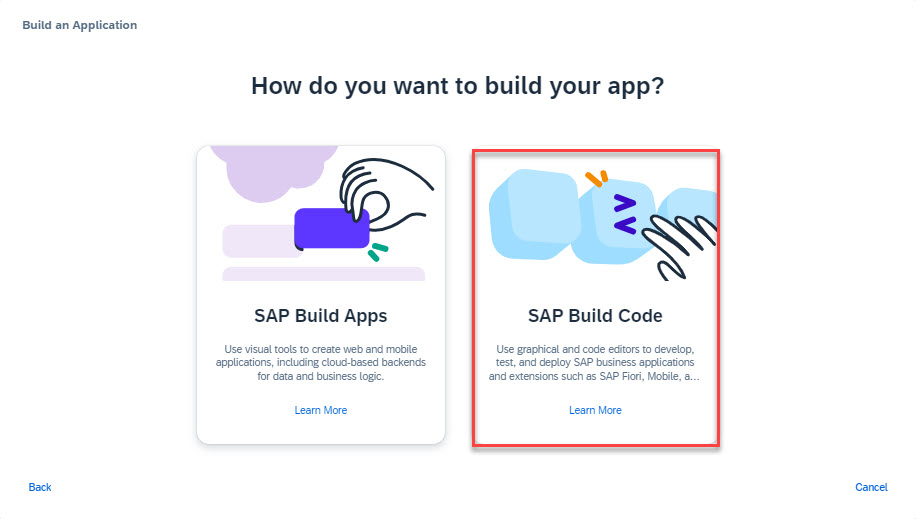 Build an Application
How do you want to build your app?
SAP Build Apps
Use visual tools to create web and mobile
applications, including cloud-based backends
for data and business logic.
Learn More
SAP Build Code
Use graphical and code editors to develop,
test, and deploy SAP business applications
and extensions such as SAP Fiori, Mobile, a...
Learn More
Back
Cancel